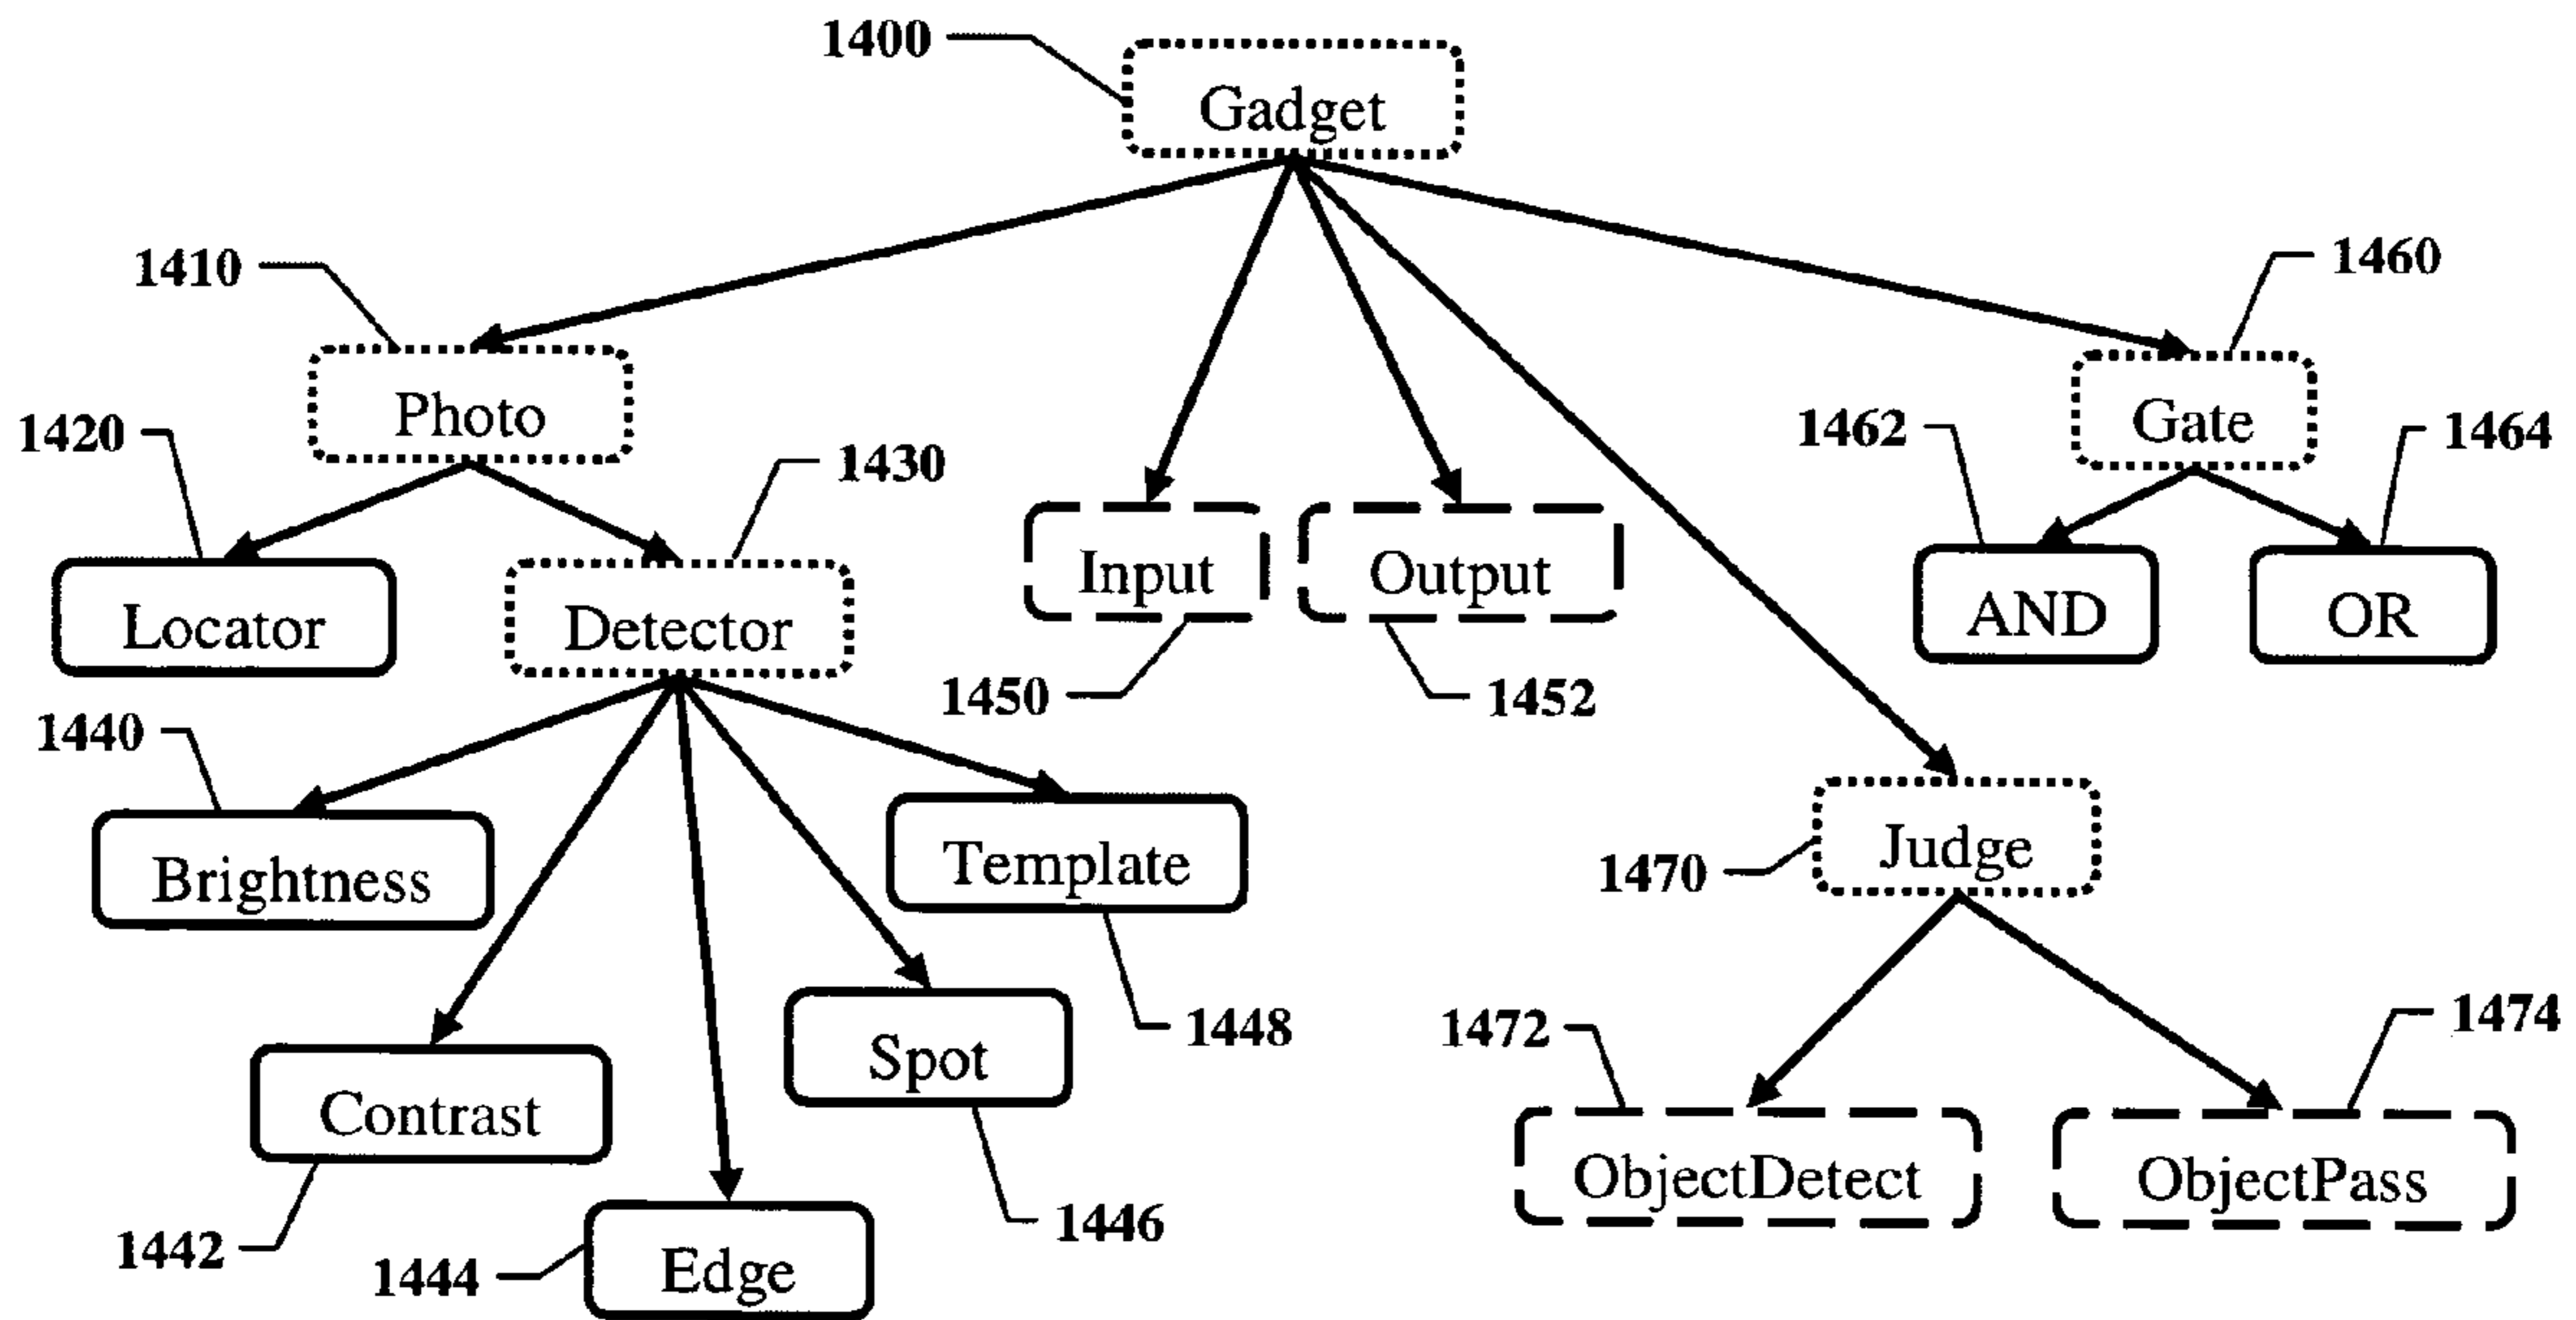 1400
Gadget
1410
1460
Photo
Gate
1420
1430
1462
1464
Input
Output
Locator
Detector
AND
OR
1450
1452
1440
Brightness
Template
Judge
1470
Contrast
Spot
1448
1472
1474
ObjectDetect
ObjectPass
1442
1444
Edge
1446